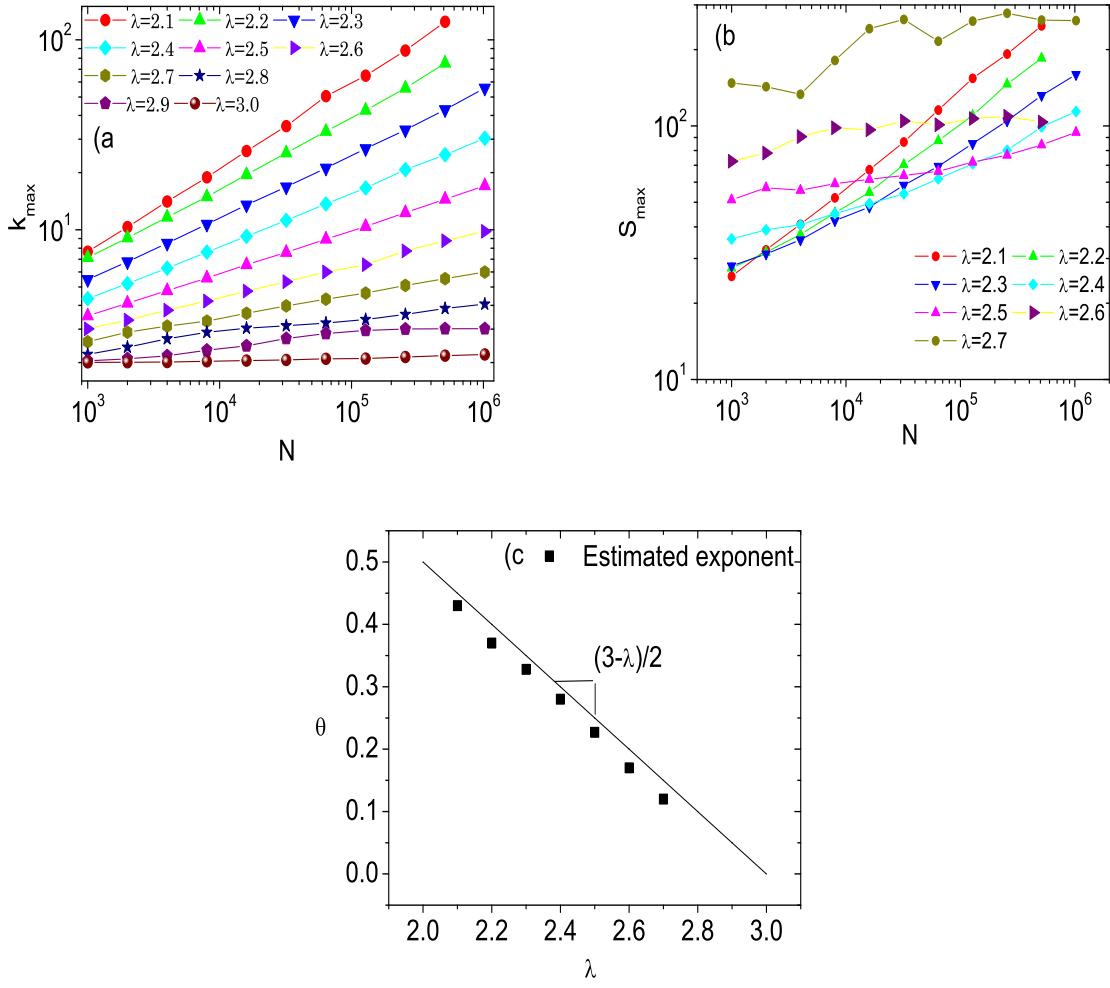 10²
10¹
k_max
λ=2.1 λ=2.2 λ=2.3
λ=2.4 λ=2.5 λ=2.6
λ=2.7 λ=2.8
λ=2.9 λ=3.0
(a
10³ 10⁴ 10⁵ 10⁶
N
(b
10²
10¹
S_max
λ=2.1 λ=2.2
λ=2.3 λ=2.4
λ=2.5 λ=2.6
λ=2.7
10³ 10⁴ 10⁵ 10⁶
N
(c Estimated exponent
(3-λ)/2
0.5
0.4
0.3
0.2
0.1
0.0
θ
2.0 2.2 2.4 2.6 2.8 3.0
λ